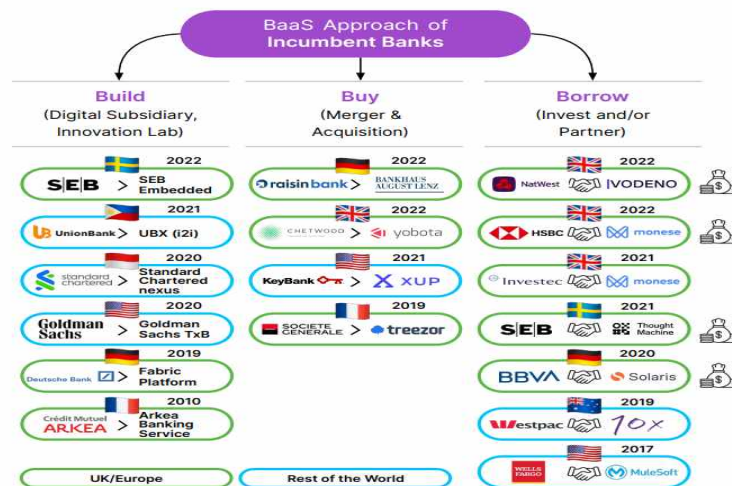 BaaS Approach of
Incumbent Banks
Build
(Digital Subsidiary,
Innovation Lab)
2022
S|E|B > SEB
Embedded
2021
UB UnionBank > UBX (i2i)
2020
standard
chartered > Standard
Chartered
nexus
2020
Goldman
Sachs > Goldman
Sachs TxB
2019
Deutsche Bank > Fabric
Platform
2010
Crédit Mutuel
ARKEA > Arkea
Banking
Service
Buy
(Merger &
Acquisition)
2022
raisin bank > BANKHAUS
AUGUST LENZ
2022
CHETWOOD > yobota
2021
KeyBank > X XUP
2019
SOCIETE
GENERALE > treezor
Borrow
(Invest and/or
Partner)
2022
NatWest |VODENO
$
2022
HSBC monese
$
2021
Investec monese
2021
S|E|B Thought
Machine
$
2020
BBVA Solaris
$
2019
Westpac 10x
2017
WELLS
FARGO MuleSoft
UK/Europe
Rest of the World